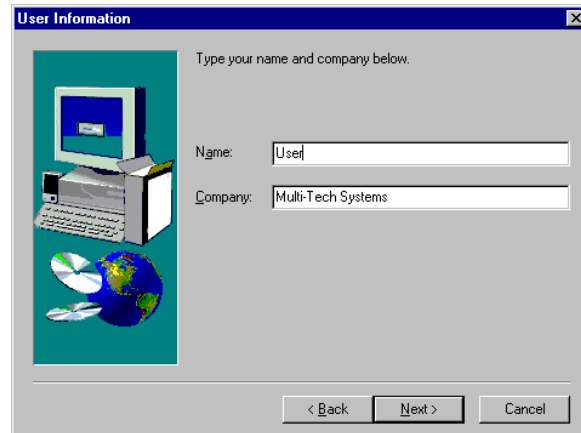 User Information
Type your name and company below.
Name: User
Company: Multi-Tech Systems
< Back Next > Cancel